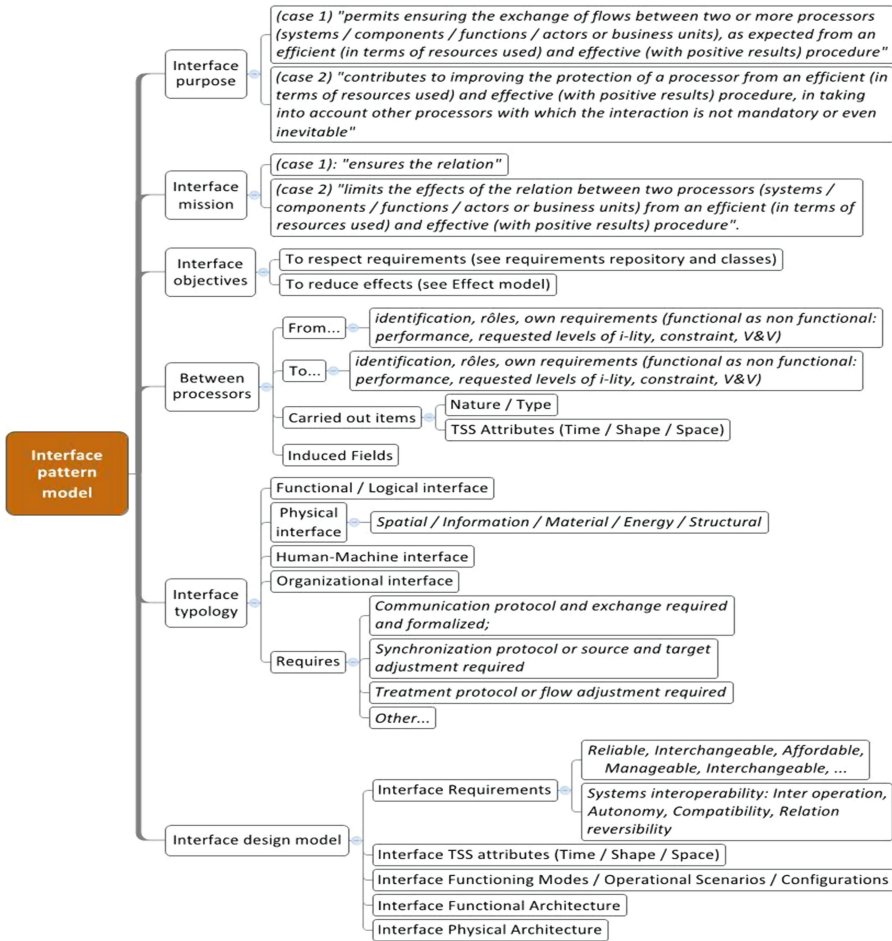 Interface
pattern
model
Interface
purpose
(case 1) "permits ensuring the exchange of flows between two or more processors
(systems / components / functions / actors or business units), as expected from an
efficient (in terms of resources used) and effective (with positive results) procedure"
(case 2) "contributes to improving the protection of a processor from an efficient (in
terms of resources used) and effective (with positive results) procedure, in taking
into account other processors with which the interaction is not mandatory or even
inevitable"
Interface
mission
(case 1): "ensures the relation"
(case 2) "limits the effects of the relation between two processors (systems /
components / functions / actors or business units) from an efficient (in terms of
resources used) and effective (with positive results) procedure".
Interface
objectives
To respect requirements (see requirements repository and classes)
To reduce effects (see Effect model)
Between
processors
From...
identification, rôles, own requirements (functional as non functional:
performance, requested levels of i-lity, constraint, V&V)
To...
identification, rôles, own requirements (functional as non functional:
performance, requested levels of i-lity, constraint, V&V)
Carried out items
Nature / Type
TSS Attributes (Time / Shape / Space)
Induced Fields
Interface
typology
Functional / Logical interface
Physical
interface
Spatial / Information / Material / Energy / Structural
Human-Machine interface
Organizational interface
Requires
Communication protocol and exchange required
and formalized;
Synchronization protocol or source and target
adjustment required
Treatment protocol or flow adjustment required
Other...
Interface design model
Interface Requirements
Reliable, Interchangeable, Affordable,
Manageable, Interchangeable, ...
Systems interoperability: Inter operation,
Autonomy, Compatibility, Relation
reversibility
Interface TSS attributes (Time / Shape / Space)
Interface Functioning Modes / Operational Scenarios / Configurations
Interface Functional Architecture
Interface Physical Architecture